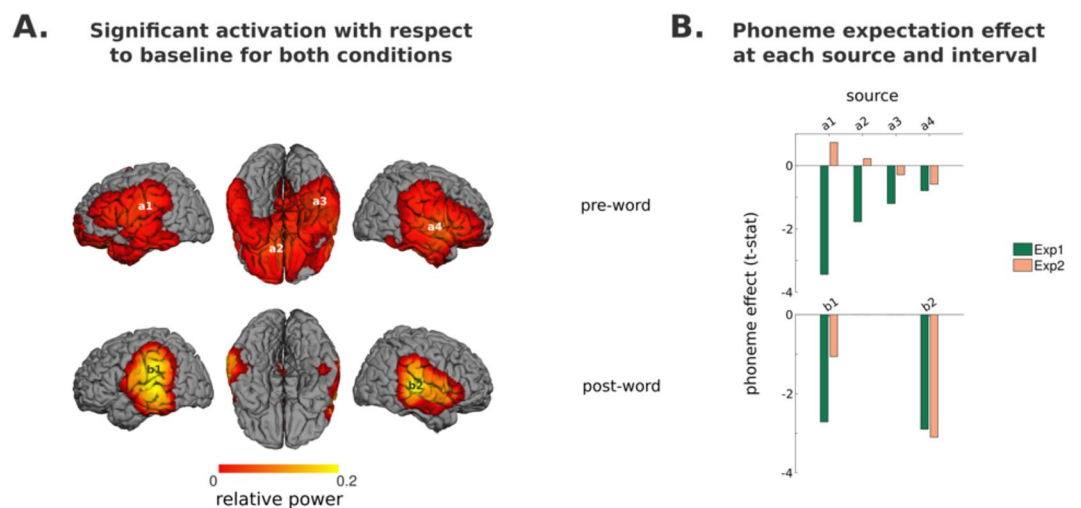 A.
Significant activation with respect
to baseline for both conditions
a1
a2
a3
a4
b1
b2
0
0.2
relative power
pre-word
post-word
B.
Phoneme expectation effect
at each source and interval
source
a1
a2
a3
a4
0
-2
-4
b1
b2
0
-2
-4
phoneme effect (t-stat)
Exp1
Exp2